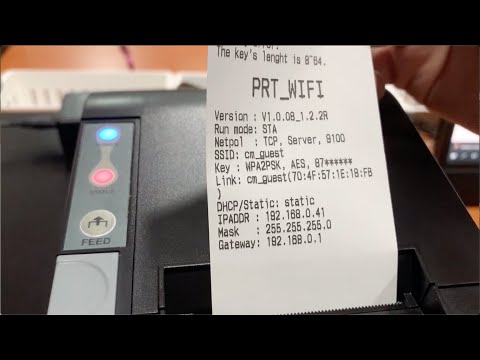 The key's lenght is 8~64.
PRT_WIFI
Version : V1.0.08_1.2.2R
Run mode: STA
Netpol : TCP, Server, 9100
SSID: cm_guest
Key : WPA2PSK, AES, 87******
Link: cm_guest(70:4F:57:1E:18:FB
)
DHCP/Static: static
IPADDR : 192.168.0.41
Mask : 255.255.255.0
Gateway: 192.168.0.1
FEED